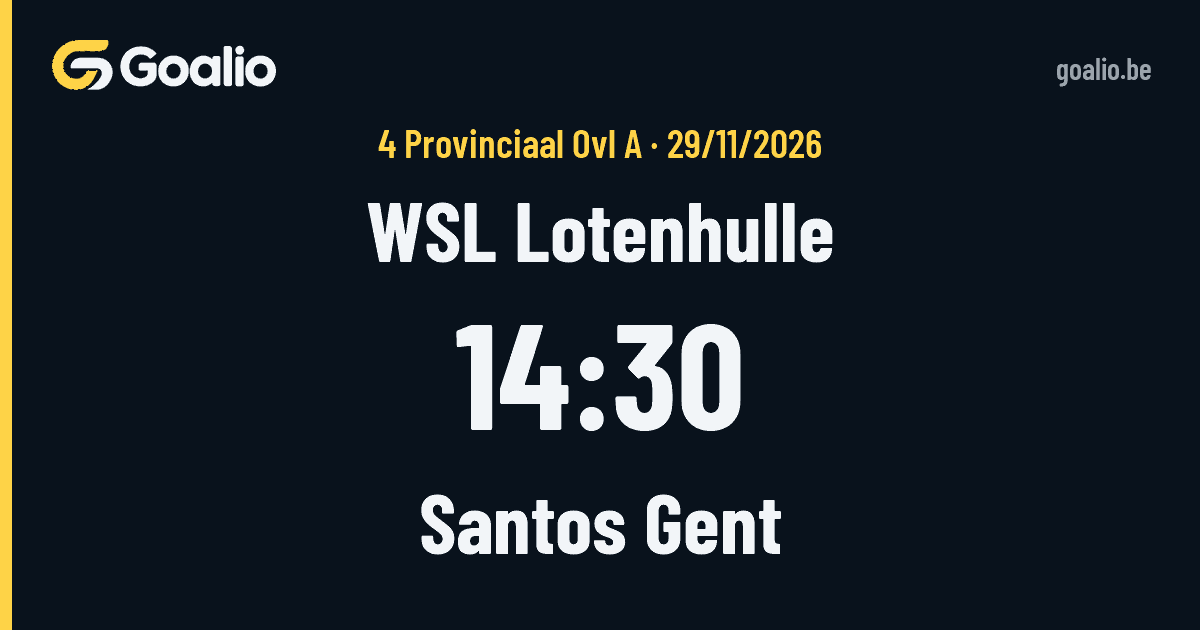 Goalio
goalio.be
4 Provinciaal Ovl A · 29/11/2026
WSL Lotenhulle
14:30
Santos Gent